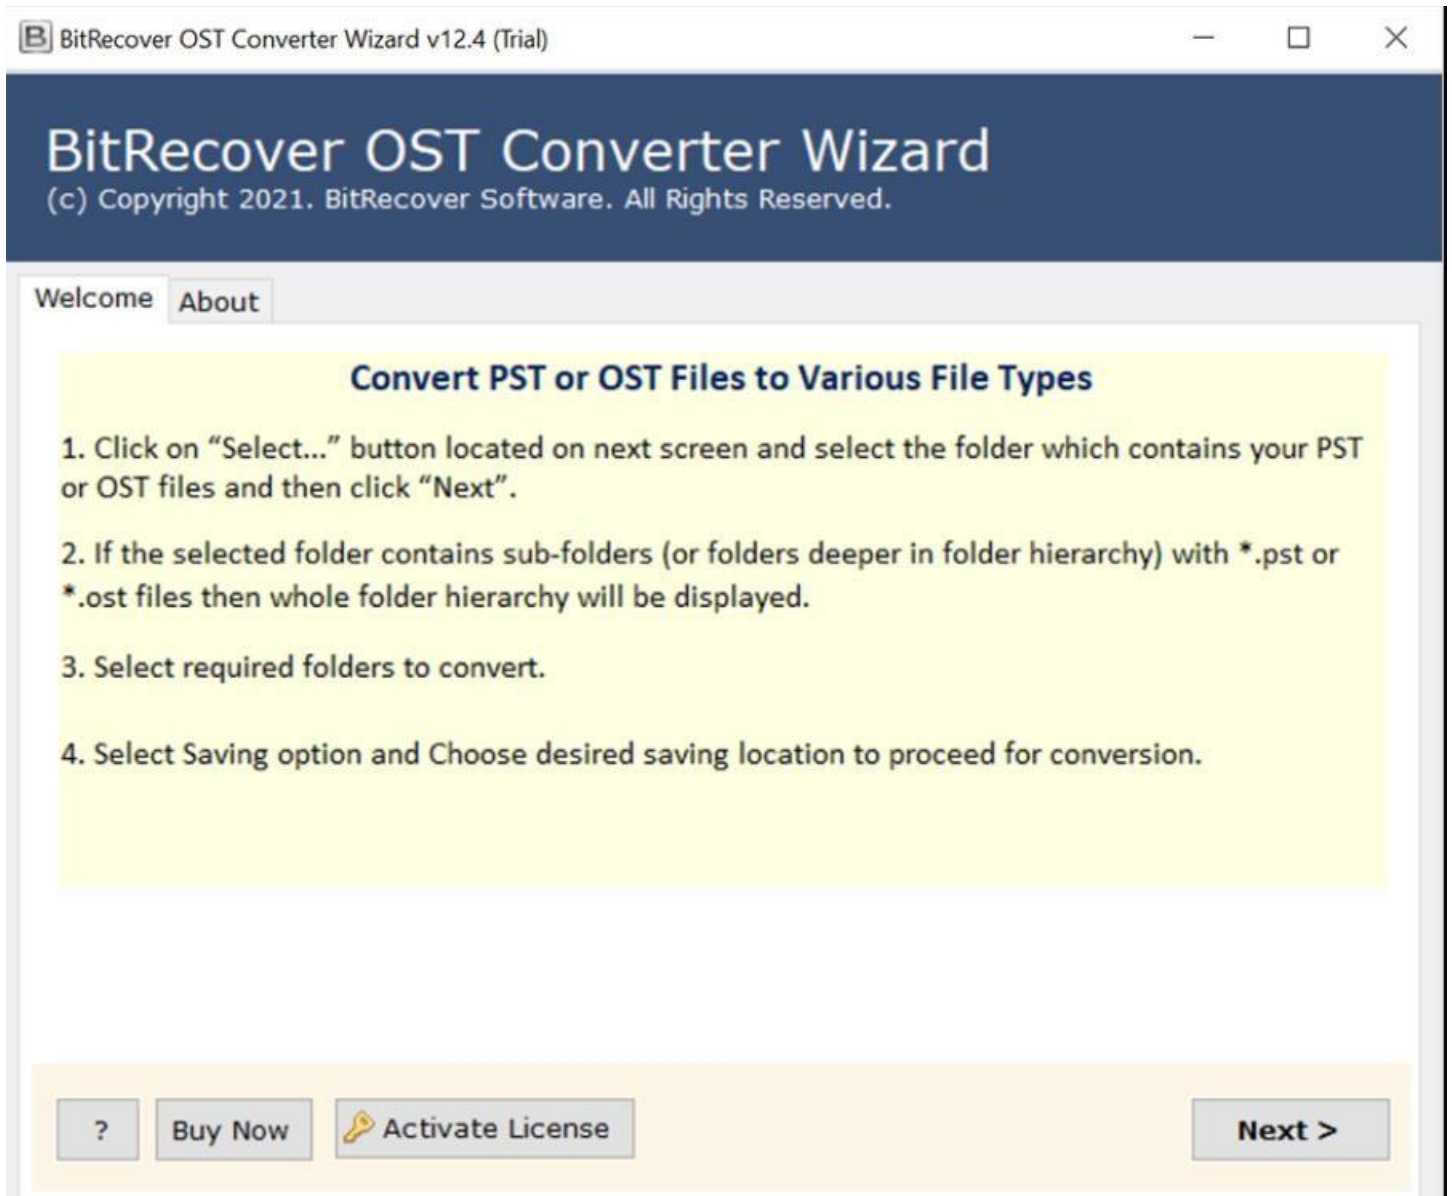 BitRecover OST Converter Wizard v12.4 (Trial)
BitRecover OST Converter Wizard
(c) Copyright 2021. BitRecover Software. All Rights Reserved.
Welcome
About
Convert PST or OST Files to Various File Types
1. Click on “Select...” button located on next screen and select the folder which contains your PST
or OST files and then click “Next”.
2. If the selected folder contains sub-folders (or folders deeper in folder hierarchy) with *.pst or
*.ost files then whole folder hierarchy will be displayed.
3. Select required folders to convert.
4. Select Saving option and Choose desired saving location to proceed for conversion.
?
Buy Now
Activate License
Next >